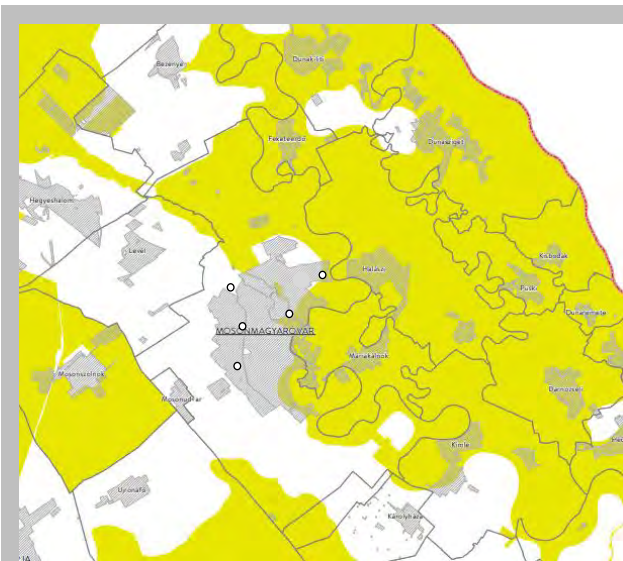 Bezenye
Dunakiliti
Feketeerdő
Dunasziget
Hegyeshalom
Levél
Halászi
Kisbodak
Püski
Dunaremete
MOSONMAGYARÓVÁR
Máriakálnok
Mosonszolnok
Mosonudvar
Darnózseli
Kimle
Újrónafő
Károlyháza